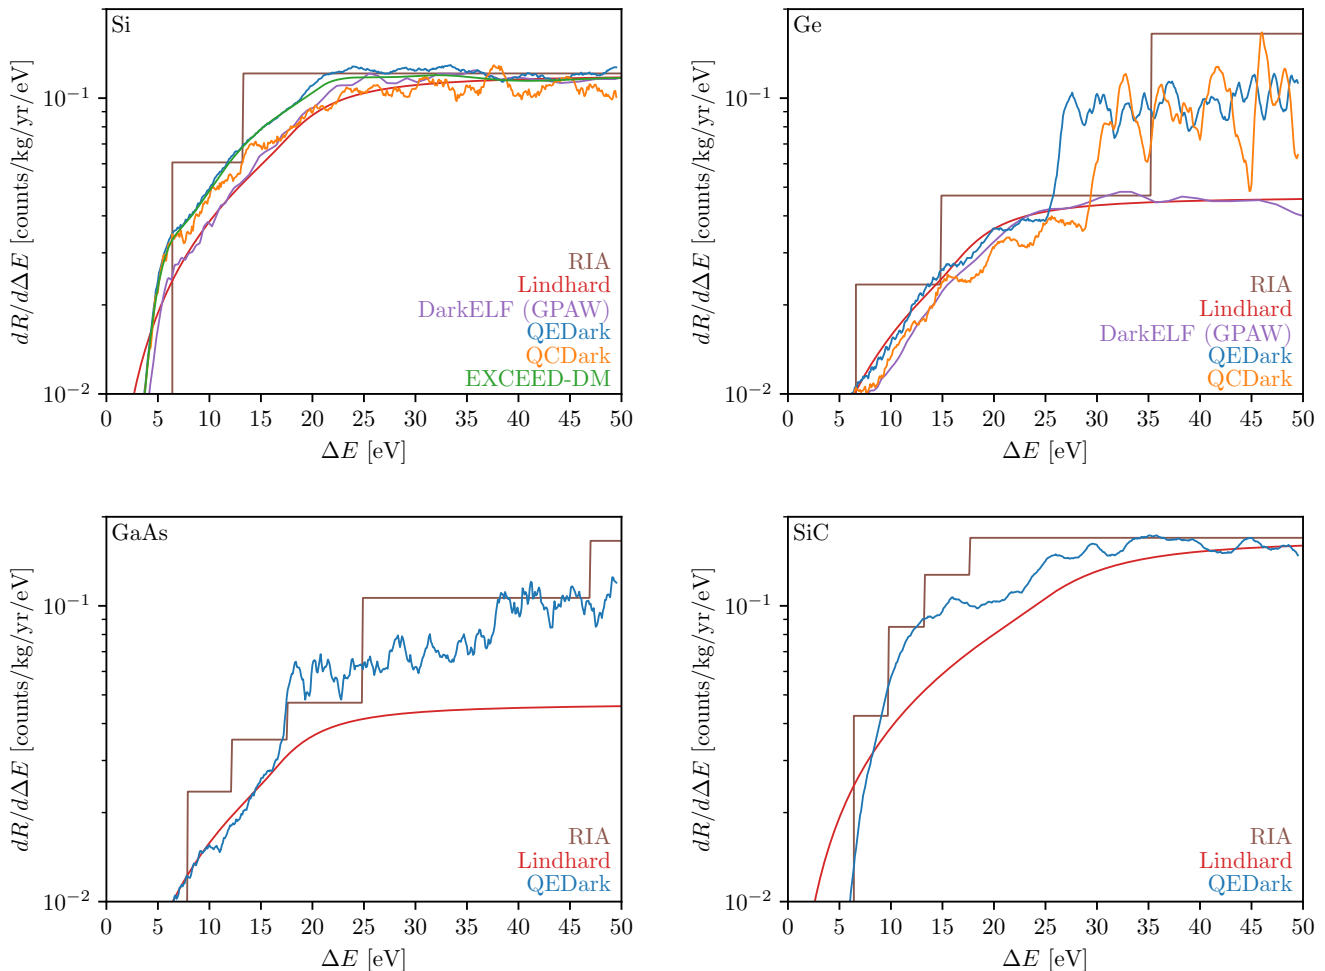 Si
dR/dΔE [counts/kg/yr/eV]
10⁻¹
10⁻²
RIA
Lindhard
DarkELF (GPAW)
QEDark
QCDark
EXCEED-DM
0 5 10 15 20 25 30 35 40 45 50
ΔE [eV]
Ge
dR/dΔE [counts/kg/yr/eV]
10⁻¹
10⁻²
RIA
Lindhard
DarkELF (GPAW)
QEDark
QCDark
0 5 10 15 20 25 30 35 40 45 50
ΔE [eV]
GaAs
dR/dΔE [counts/kg/yr/eV]
10⁻¹
10⁻²
RIA
Lindhard
QEDark
0 5 10 15 20 25 30 35 40 45 50
ΔE [eV]
SiC
dR/dΔE [counts/kg/yr/eV]
10⁻¹
10⁻²
RIA
Lindhard
QEDark
0 5 10 15 20 25 30 35 40 45 50
ΔE [eV]